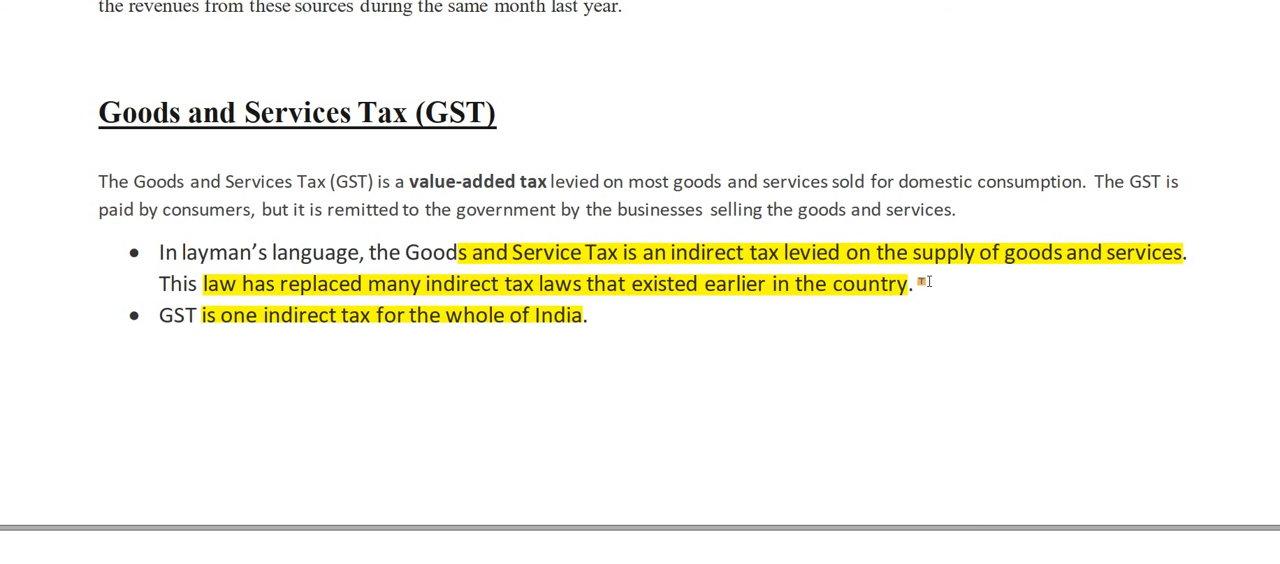 the revenues from these sources during the same month last year.
Goods and Services Tax (GST)
The Goods and Services Tax (GST) is a value-added tax levied on most goods and services sold for domestic consumption. The GST is
paid by consumers, but it is remitted to the government by the businesses selling the goods and services.
• In layman’s language, the Goods and Service Tax is an indirect tax levied on the supply of goods and services.
This law has replaced many indirect tax laws that existed earlier in the country.
• GST is one indirect tax for the whole of India.